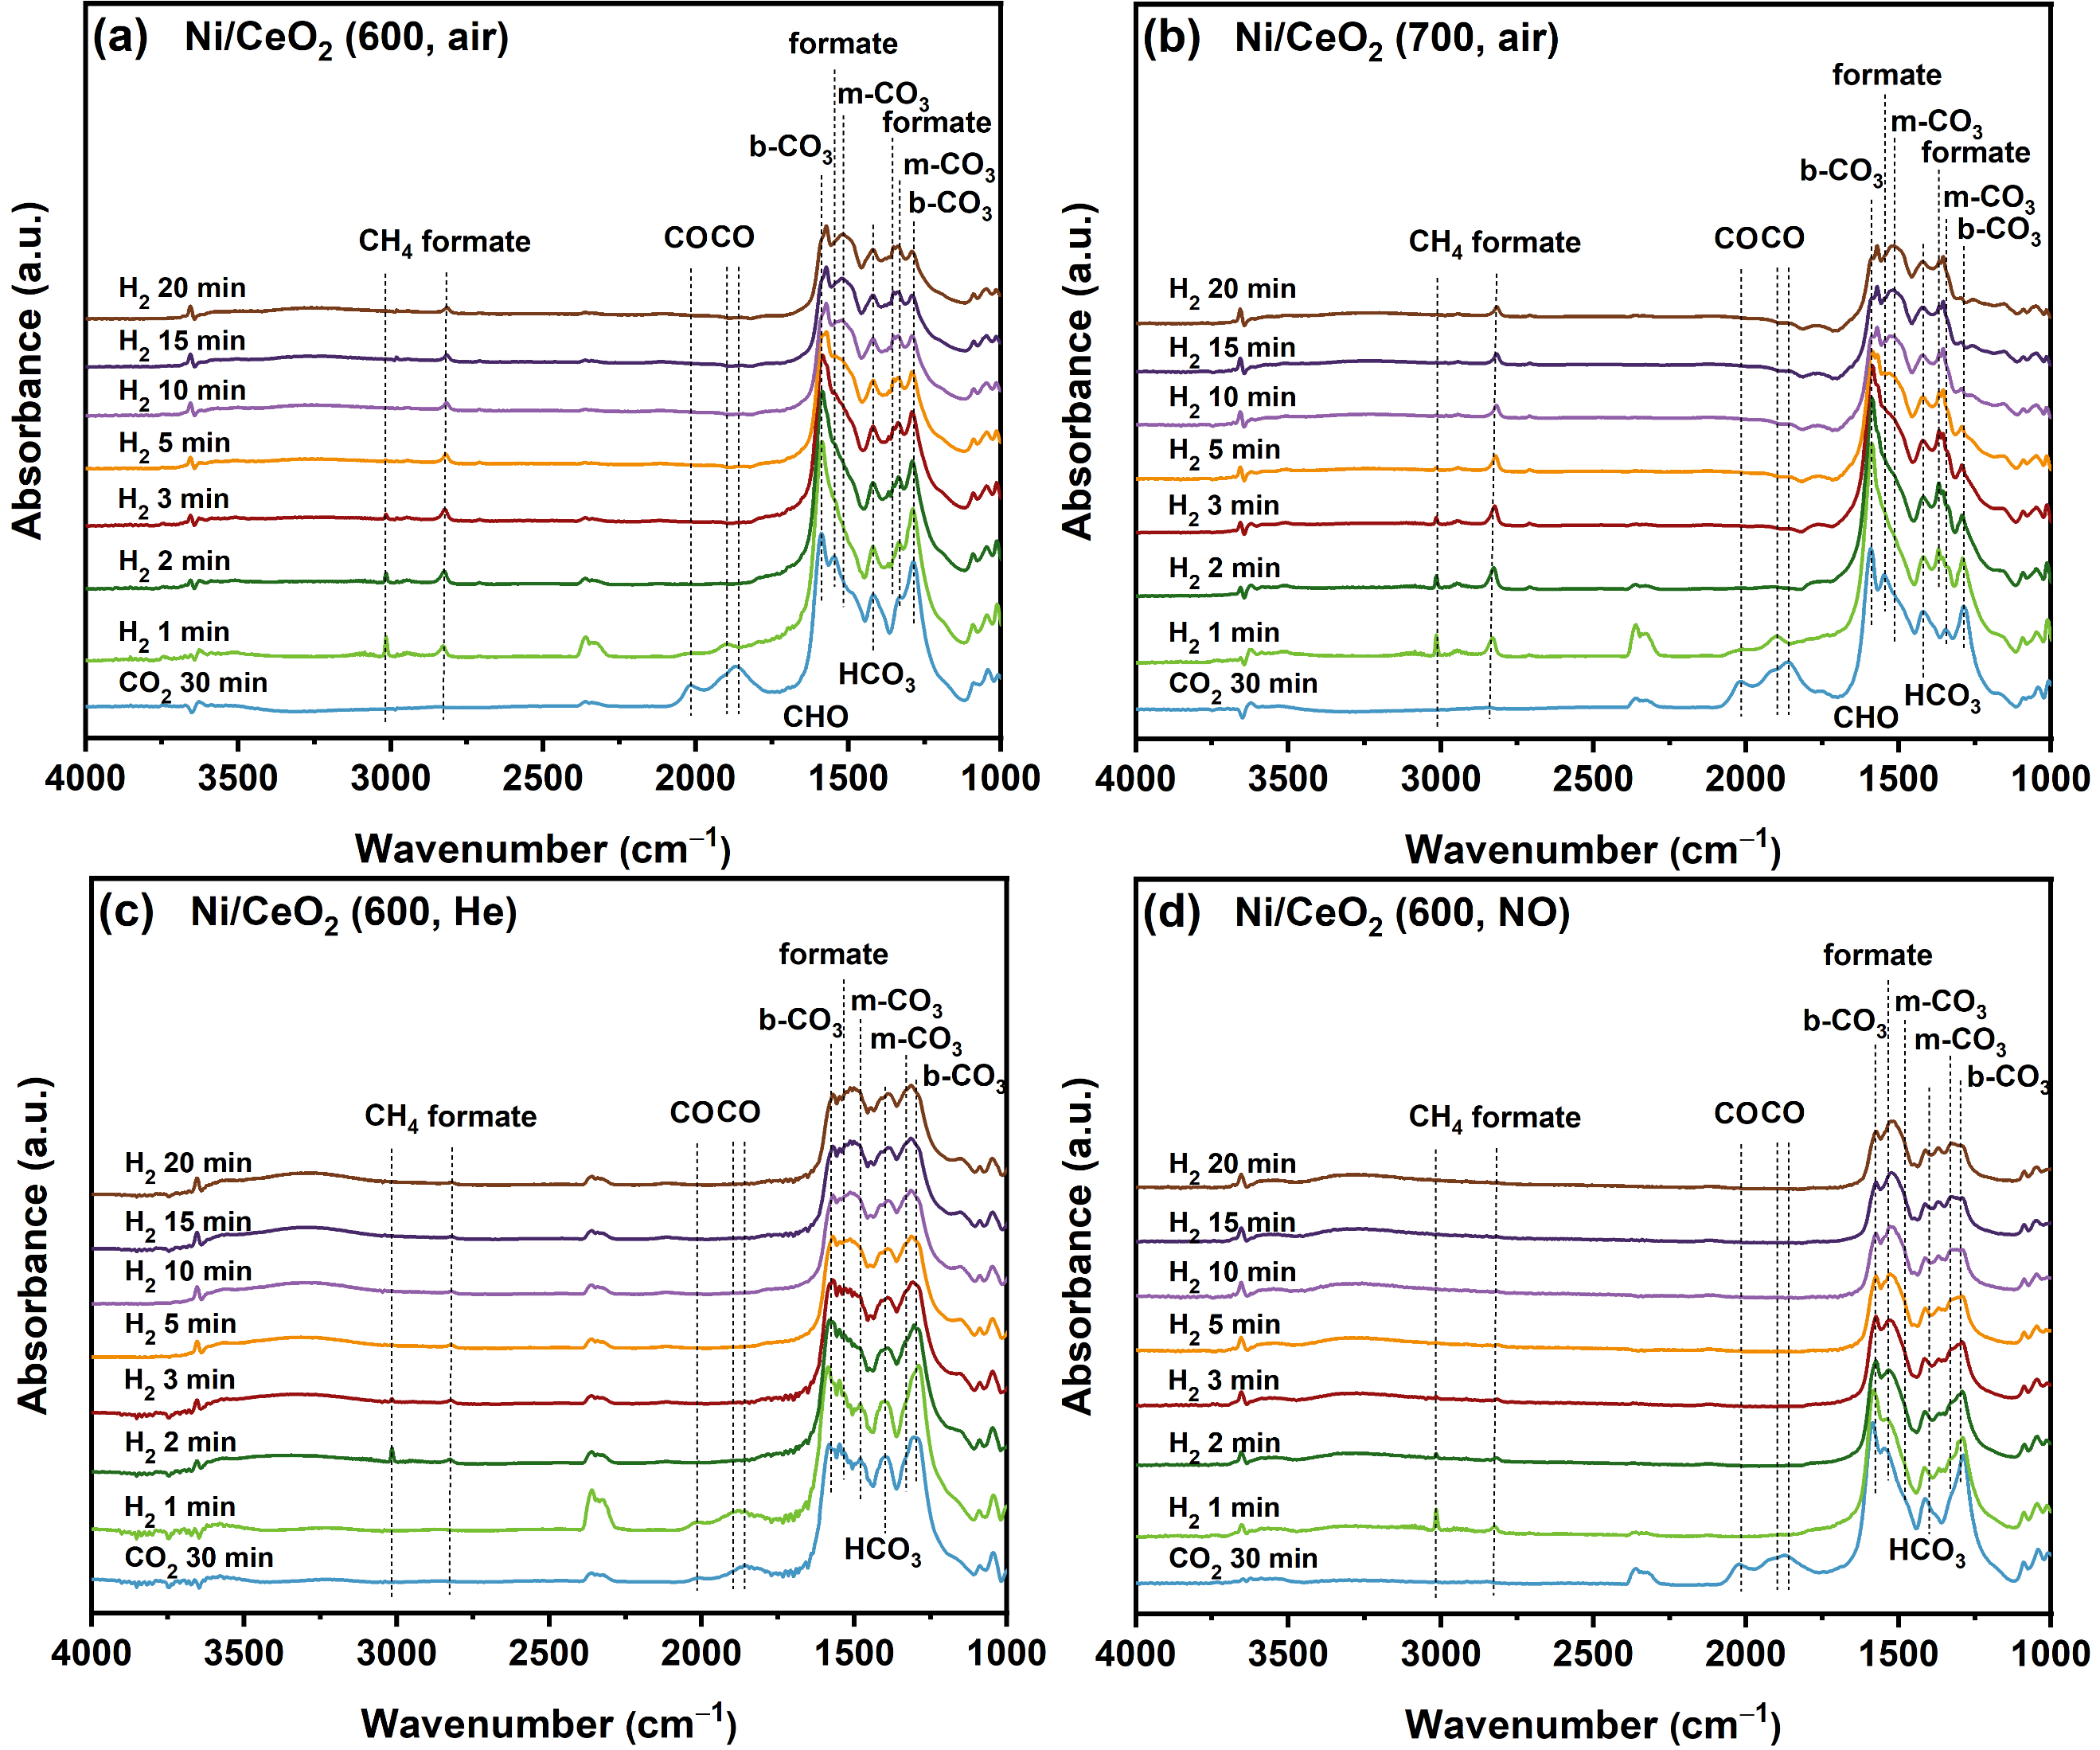 (a) Ni/CeO₂ (600, air)
formate
m-CO₃
formate
b-CO₃
m-CO₃
b-CO₃
CH₄ formate
CO CO
H₂ 20 min
H₂ 15 min
H₂ 10 min
H₂ 5 min
H₂ 3 min
H₂ 2 min
H₂ 1 min
CO₂ 30 min
HCO₃
CHO
Absorbance (a.u.)
4000 3500 3000 2500 2000 1500 1000
Wavenumber (cm⁻¹)
(b) Ni/CeO₂ (700, air)
formate
m-CO₃
formate
b-CO₃
m-CO₃
b-CO₃
CH₄ formate
CO CO
H₂ 20 min
H₂ 15 min
H₂ 10 min
H₂ 5 min
H₂ 3 min
H₂ 2 min
H₂ 1 min
CO₂ 30 min
HCO₃
CHO
Absorbance (a.u.)
4000 3500 3000 2500 2000 1500 1000
Wavenumber (cm⁻¹)
(c) Ni/CeO₂ (600, He)
formate
m-CO₃
b-CO₃
m-CO₃
b-CO₃
CH₄ formate
CO CO
H₂ 20 min
H₂ 15 min
H₂ 10 min
H₂ 5 min
H₂ 3 min
H₂ 2 min
H₂ 1 min
CO₂ 30 min
HCO₃
Absorbance (a.u.)
4000 3500 3000 2500 2000 1500 1000
Wavenumber (cm⁻¹)
(d) Ni/CeO₂ (600, NO)
formate
m-CO₃
b-CO₃
m-CO₃
b-CO₃
CH₄ formate
CO CO
H₂ 20 min
H₂ 15 min
H₂ 10 min
H₂ 5 min
H₂ 3 min
H₂ 2 min
H₂ 1 min
CO₂ 30 min
HCO₃
Absorbance (a.u.)
4000 3500 3000 2500 2000 1500 1000
Wavenumber (cm⁻¹)